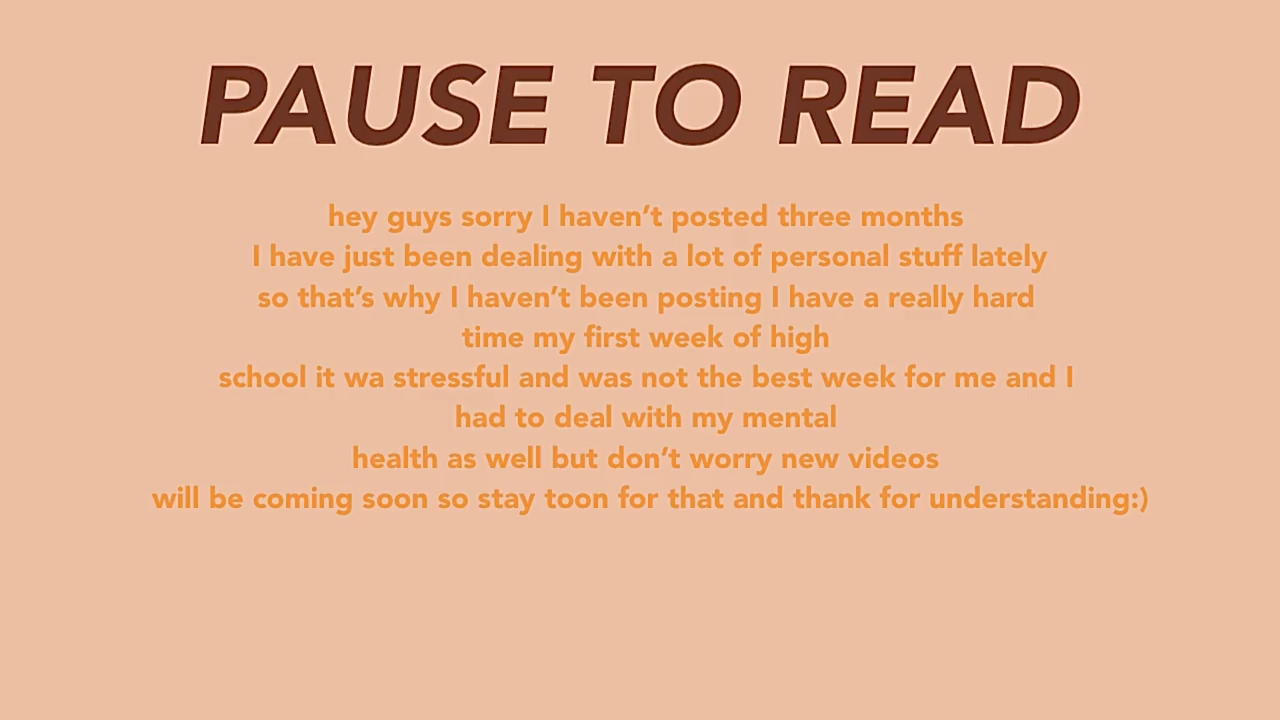 PAUSE TO READ
hey guys sorry I haven’t posted three months
I have just been dealing with a lot of personal stuff lately
so that’s why I haven’t been posting I have a really hard
time my first week of high
school it wa stressful and was not the best week for me and I
had to deal with my mental
health as well but don’t worry new videos
will be coming soon so stay toon for that and thank for understanding:)